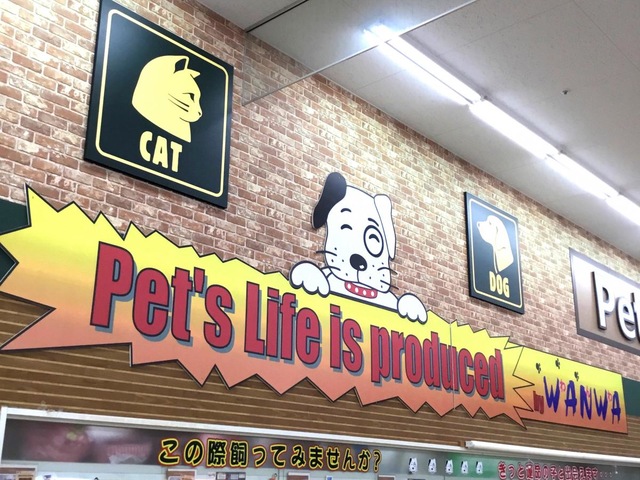 CAT
DOG
Pet
Pet's Life is produced
by WANWA
この際飼ってみませんか?